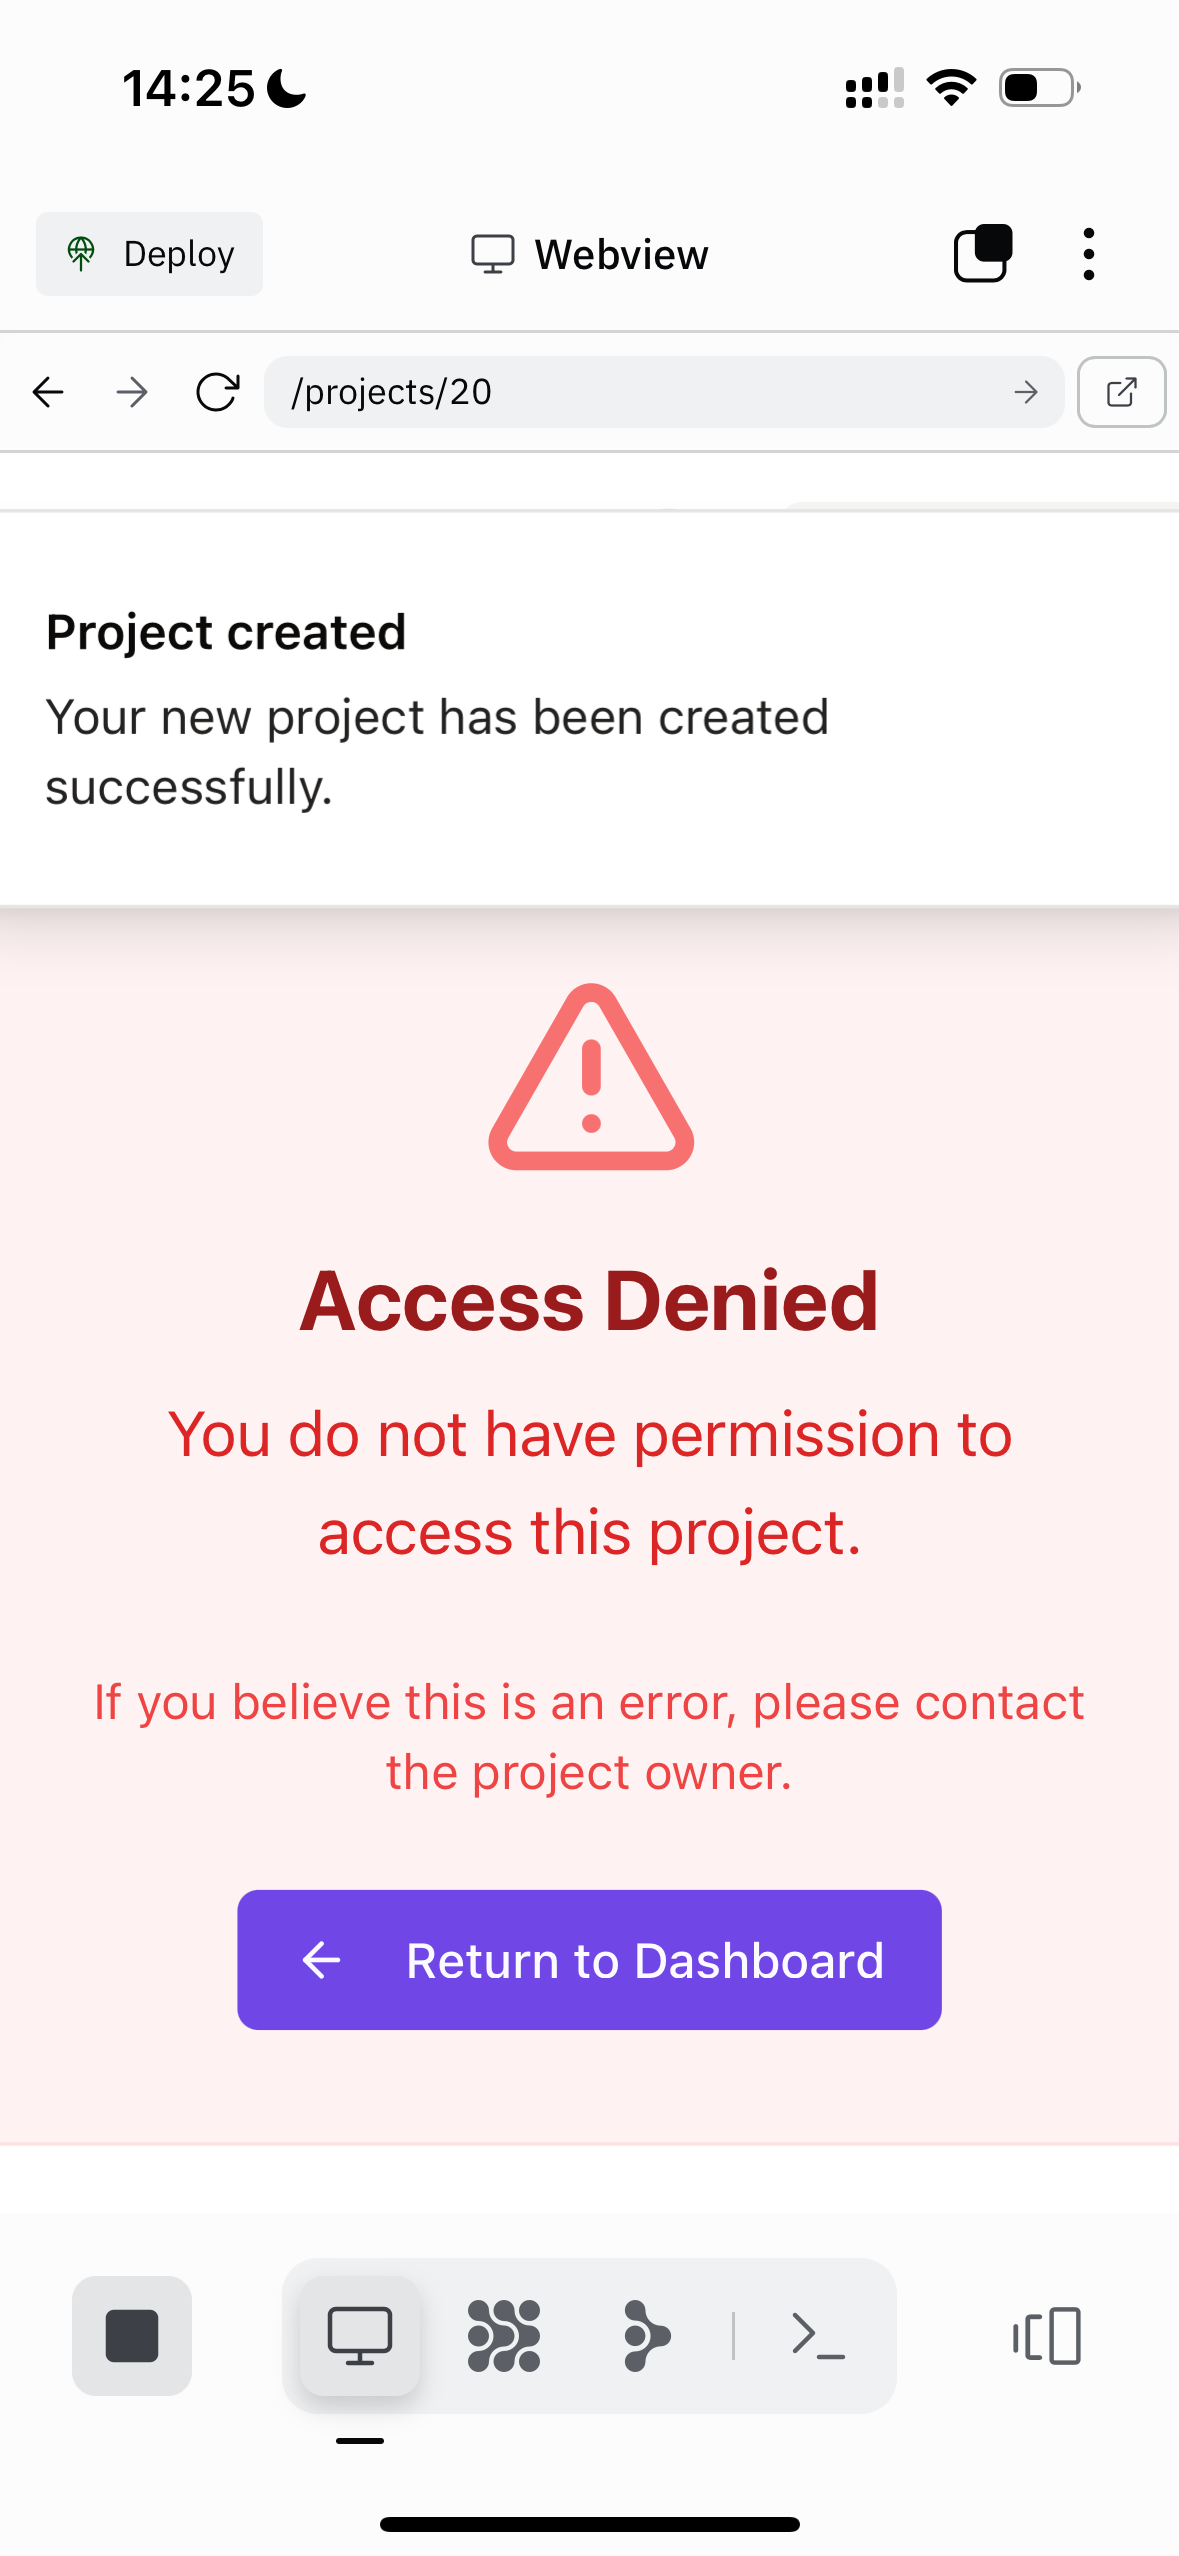 14:25
Deploy
Webview
/projects/20
Project created
Your new project has been created
successfully.
Access Denied
You do not have permission to
access this project.
If you believe this is an error, please contact
the project owner.
Return to Dashboard